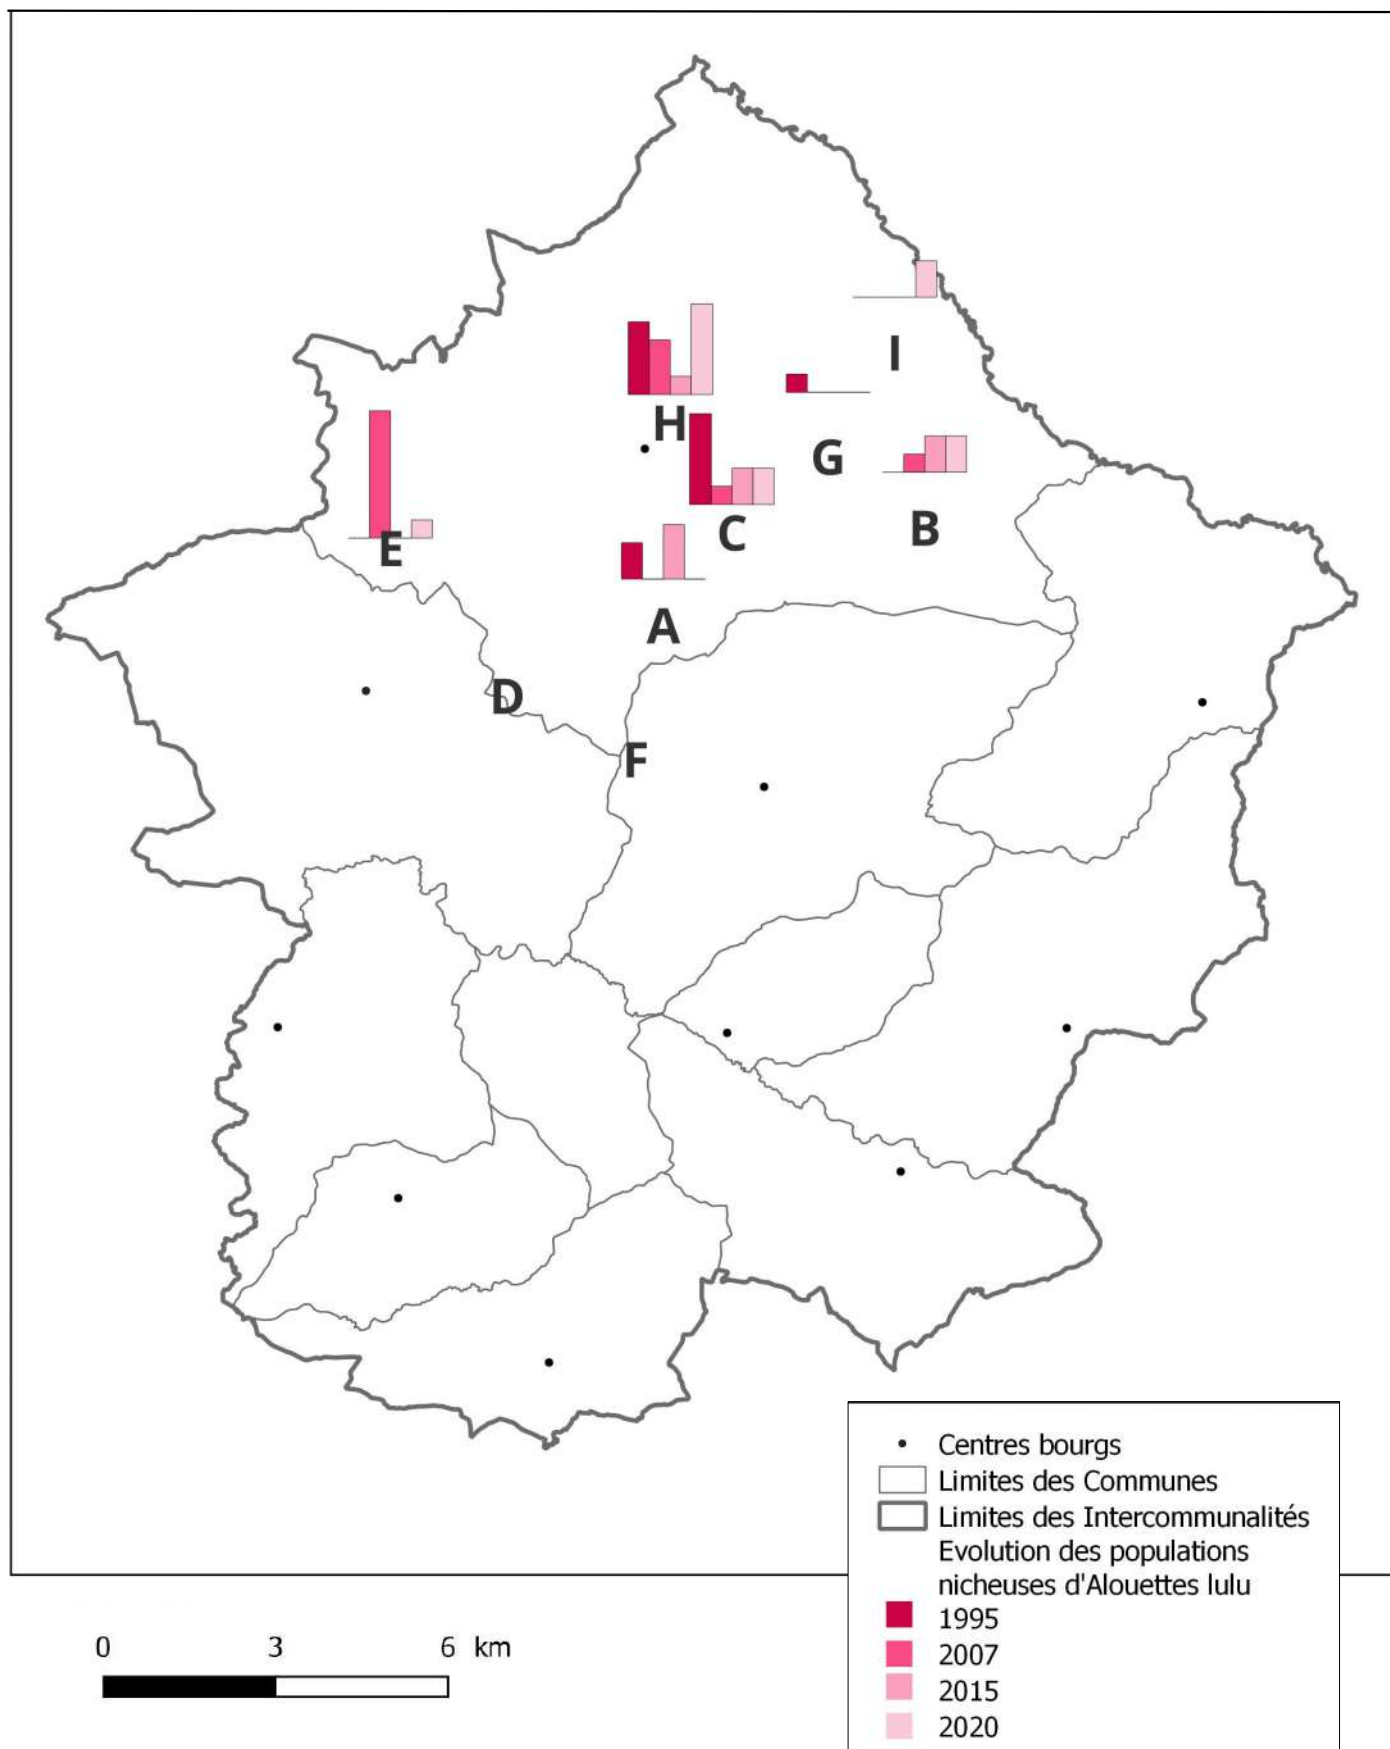 I
H
G
E
C
B
A
D
F
Centres bourgs
Limites des Communes
Limites des Intercommunalités
Evolution des populations
nicheuses d'Alouettes lulu
1995
2007
2015
2020
0 3 6 km